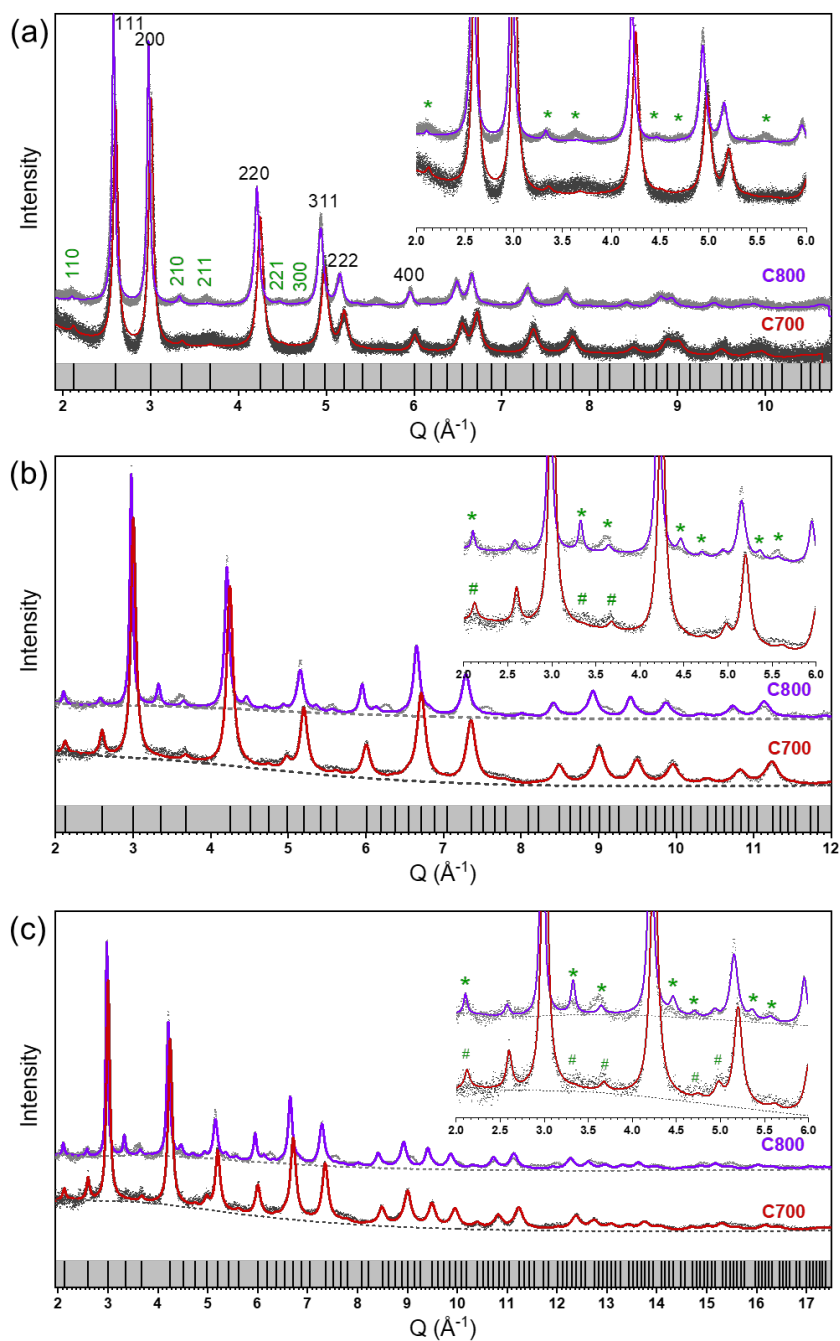 (a)
111
200
220
311
222
400
110
210
211
221
300
* * * * * *
2.0 2.5 3.0 3.5 4.0 4.5 5.0 5.5 6.0
C800
C700
Intensity
2 3 4 5 6 7 8 9 10
Q (Å-1)
(b)
* * * * * * *
# # #
2.0 2.5 3.0 3.5 4.0 4.5 5.0 5.5 6.0
C800
C700
Intensity
2 3 4 5 6 7 8 9 10 11 12
Q (Å-1)
(c)
* * * * * * *
# # # # #
2.0 2.5 3.0 3.5 4.0 4.5 5.0 5.5 6.0
C800
C700
Intensity
2 3 4 5 6 7 8 9 10 11 12 13 14 15 16 17
Q (Å-1)